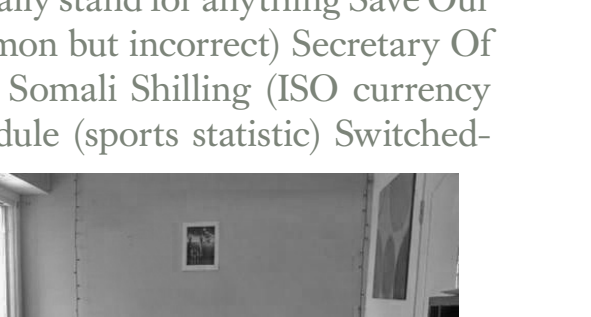 ally stand for anything Save Our
mon but incorrect) Secretary Of
Somali Shilling (ISO currency
dule (sports statistic) Switched-